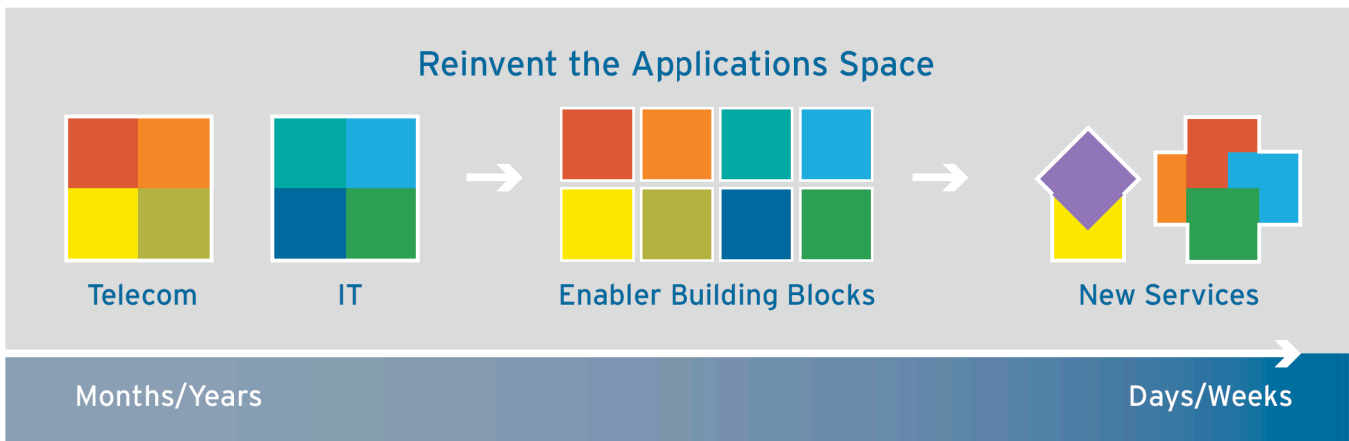 Reinvent the Applications Space
Telecom
IT
Enabler Building Blocks
New Services
Months/Years
Days/Weeks